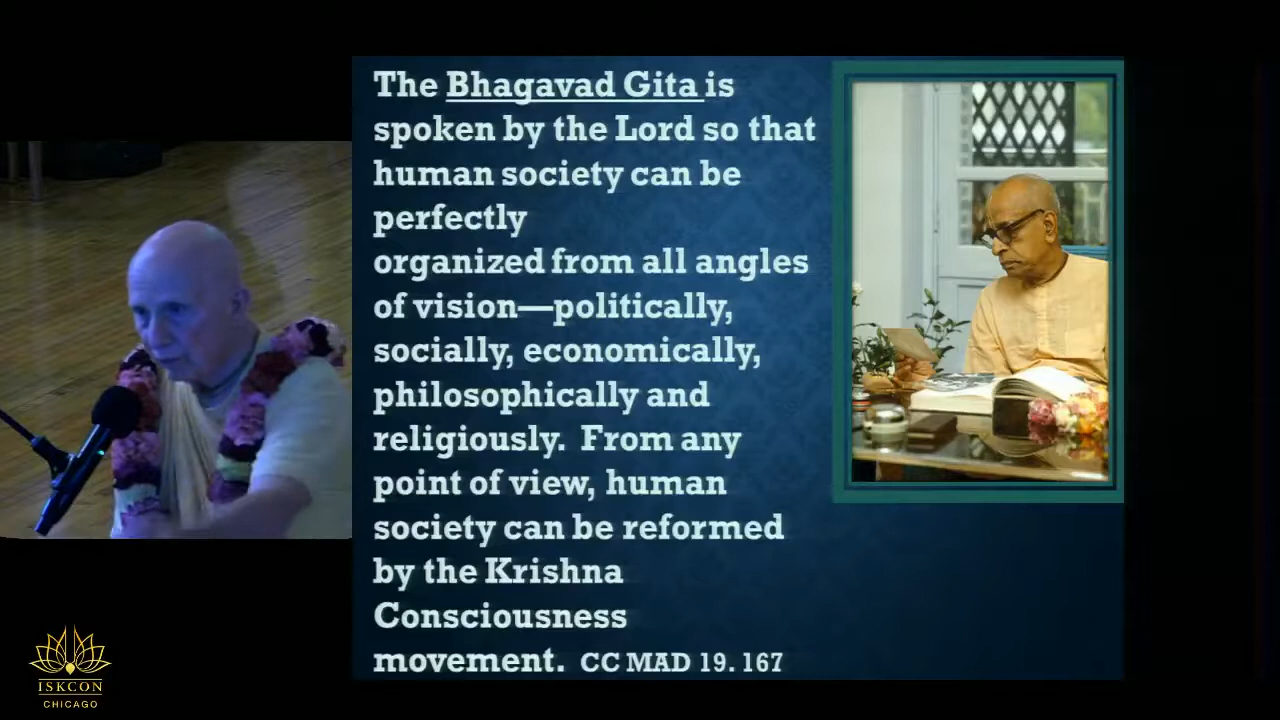 The Bhagavad Gita is
spoken by the Lord so that
human society can be
perfectly
organized from all angles
of vision—politically,
socially, economically,
philosophically and
religiously. From any
point of view, human
society can be reformed
by the Krishna
Consciousness
movement. CC MAD 19. 167
ISKCON
CHICAGO